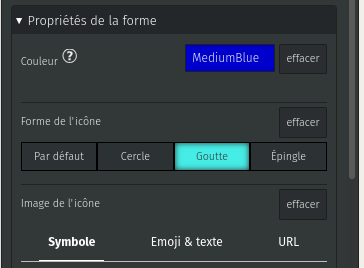 ▼ Propriétés de la forme
Couleur ? MediumBlue effacer
Forme de l'icône effacer
Par défaut Cercle Goutte Épingle
Image de l'icône effacer
Symbole Emoji & texte URL